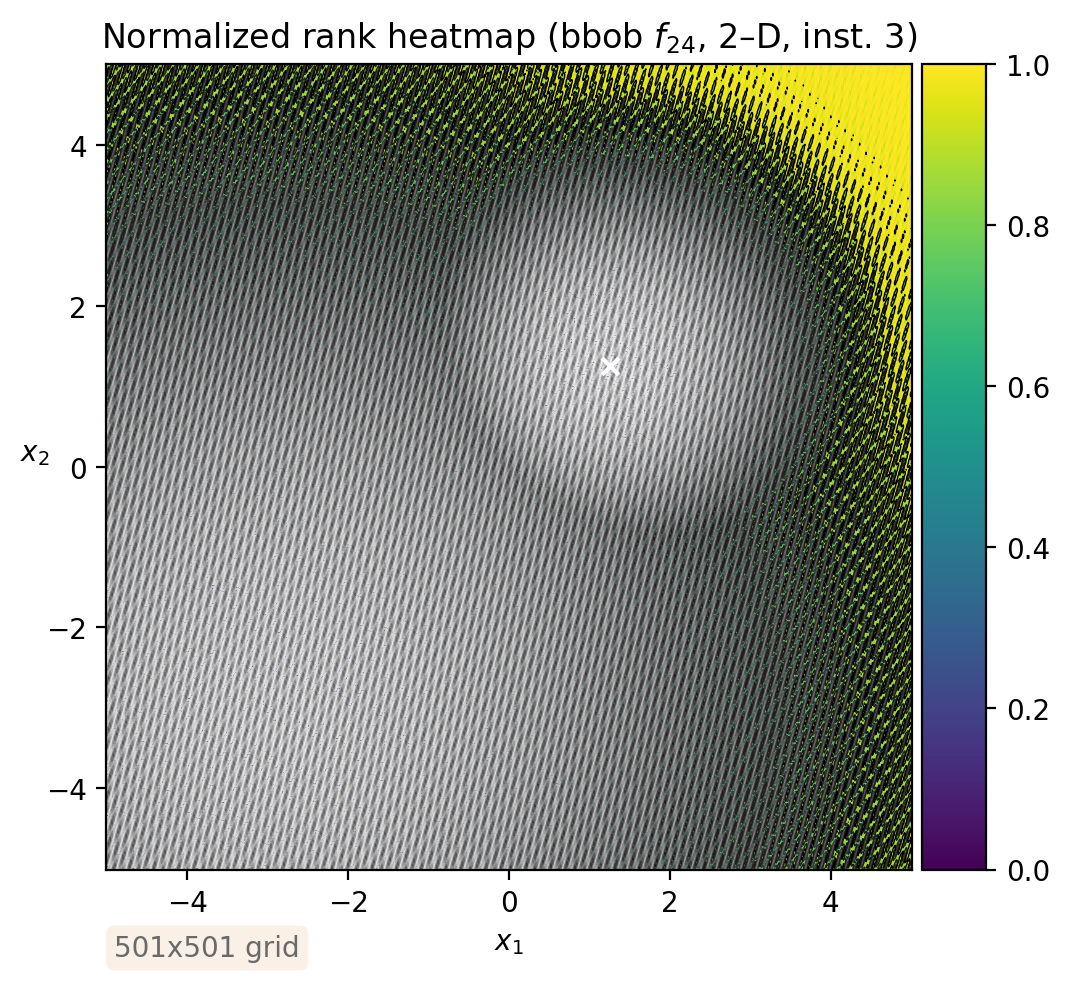 Normalized rank heatmap (bbob f₂₄, 2–D, inst. 3)
1.0
0.8
0.6
0.4
0.2
0.0
4
2
0
−2
−4
x₂
−4 −2 0 2 4
x₁
501x501 grid